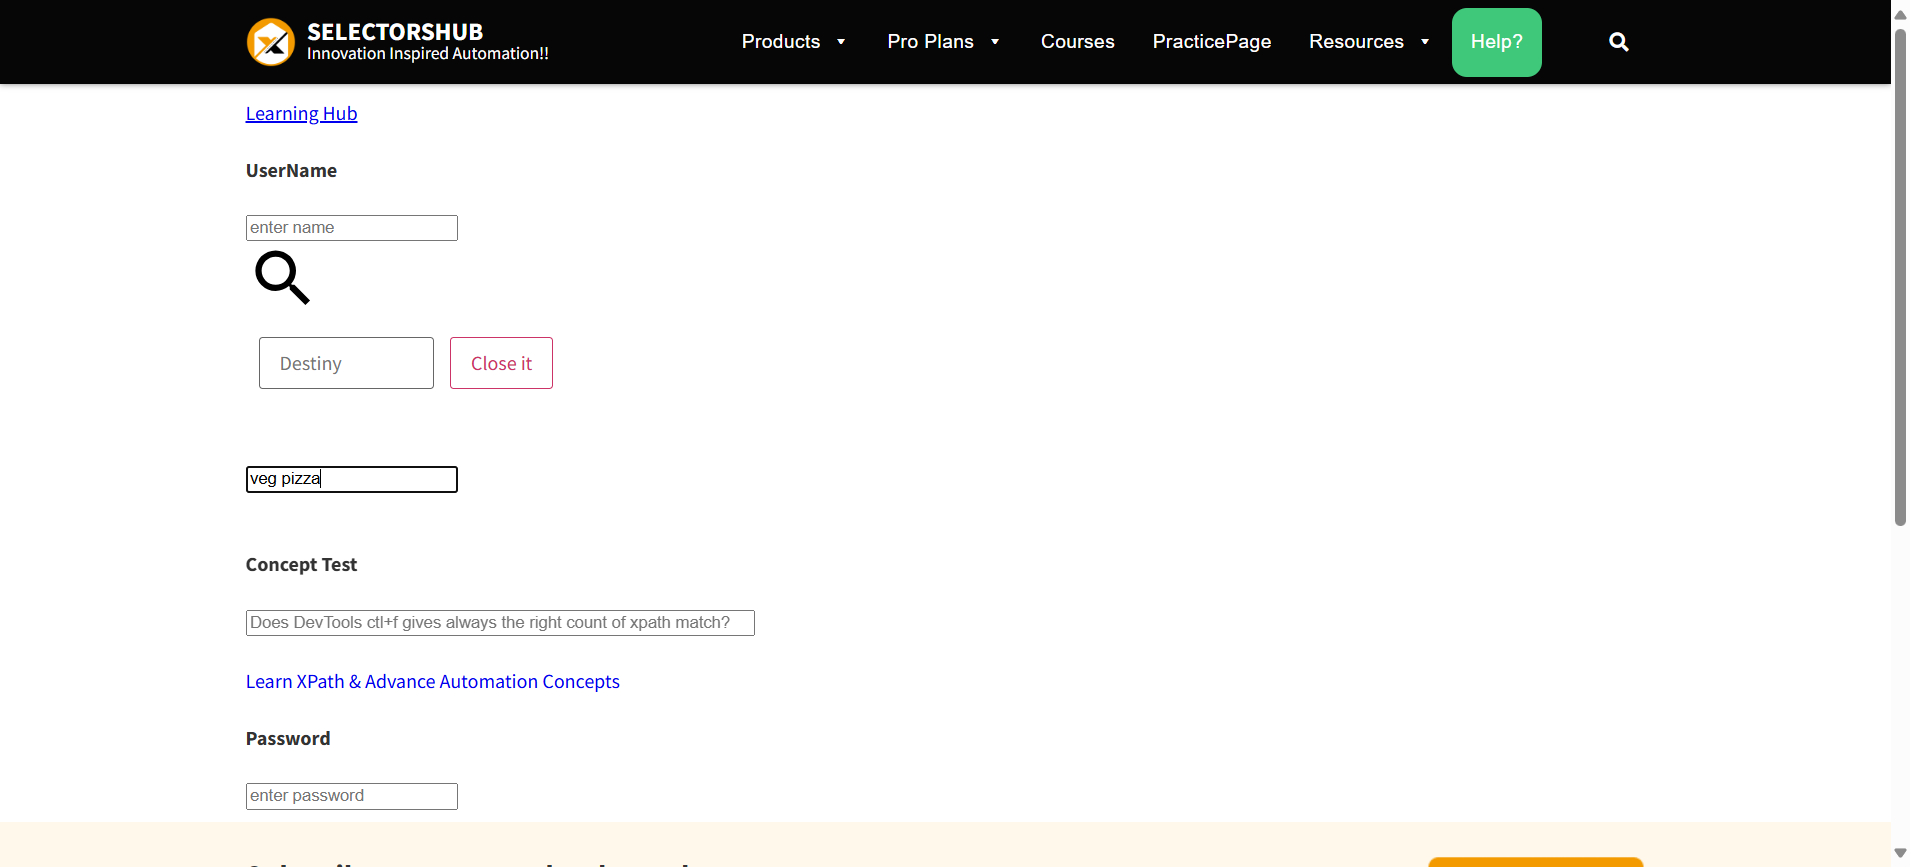 SELECTORSHUB
Innovation Inspired Automation!!
Products
Pro Plans
Courses
PracticePage
Resources
Help?
Learning Hub
UserName
enter name
Destiny
Close it
veg pizza
Concept Test
Does DevTools ctl+f gives always the right count of xpath match?
Learn XPath & Advance Automation Concepts
Password
enter password